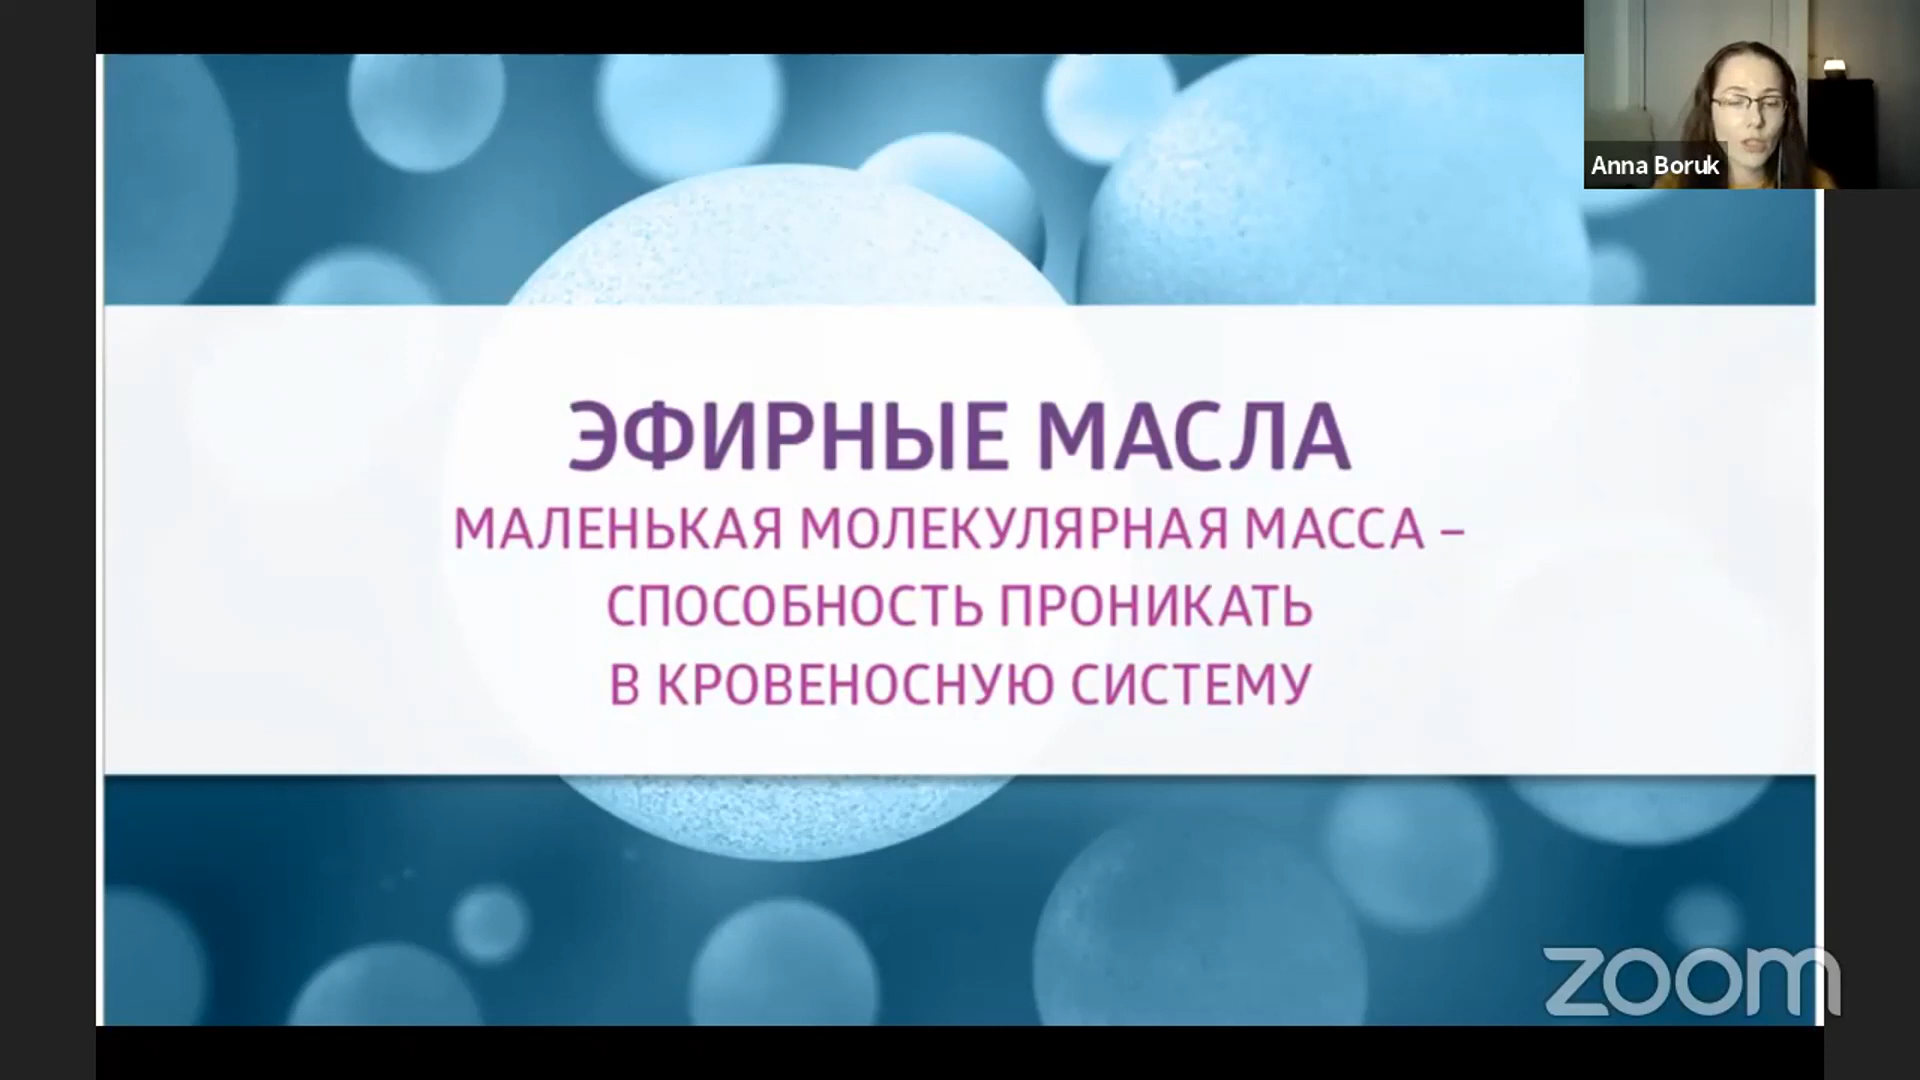 Anna Boruk
ЭФИРНЫЕ МАСЛА
МАЛЕНЬКАЯ МОЛЕКУЛЯРНАЯ МАССА –
СПОСОБНОСТЬ ПРОНИКАТЬ
В КРОВЕНОСНУЮ СИСТЕМУ
zoom